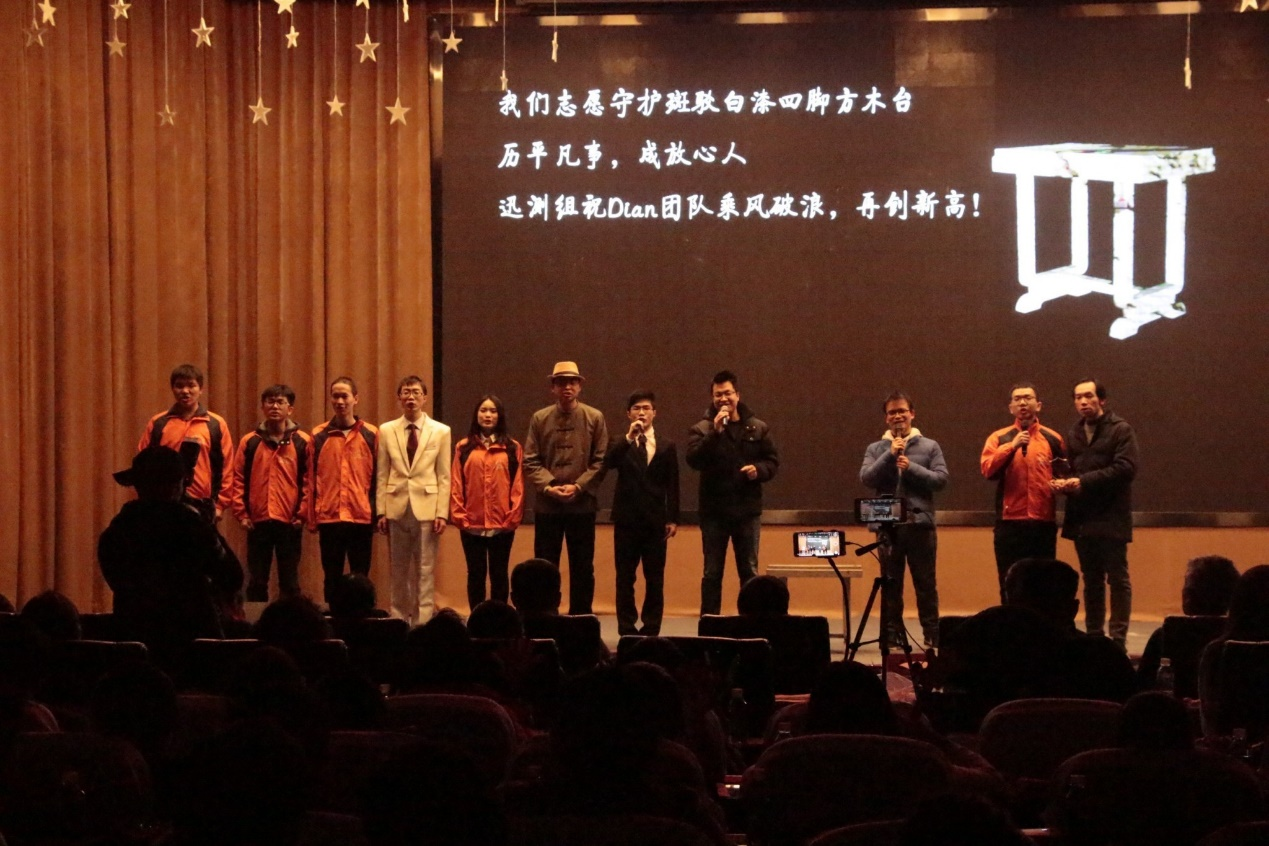 我们志愿守护斑驳白漆四脚方木台
历平凡事，成放心人
迅测组祝Dian团队乘风破浪，再创新高！